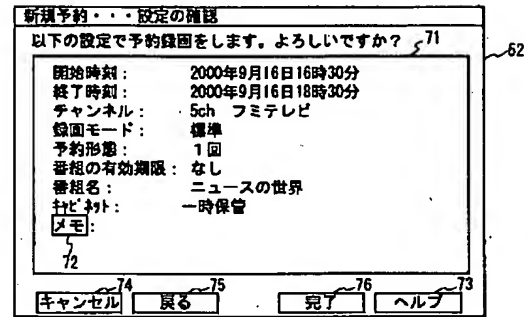 新規予約・・・設定の確認
以下の設定で予約録画をします。よろしいですか？ 71
62
開始時刻： 2000年9月16日16時30分
終了時刻： 2000年9月16日18時30分
チャンネル： 5ch フミテレビ
録画モード： 標準
予約形態： 1回
番組の有効期限： なし
番組名： ニュースの世界
ｷｬﾋﾞﾈｯﾄ： 一時保管
メモ：
72
74 75 76 73
キャンセル 戻る 完了 ヘルプ